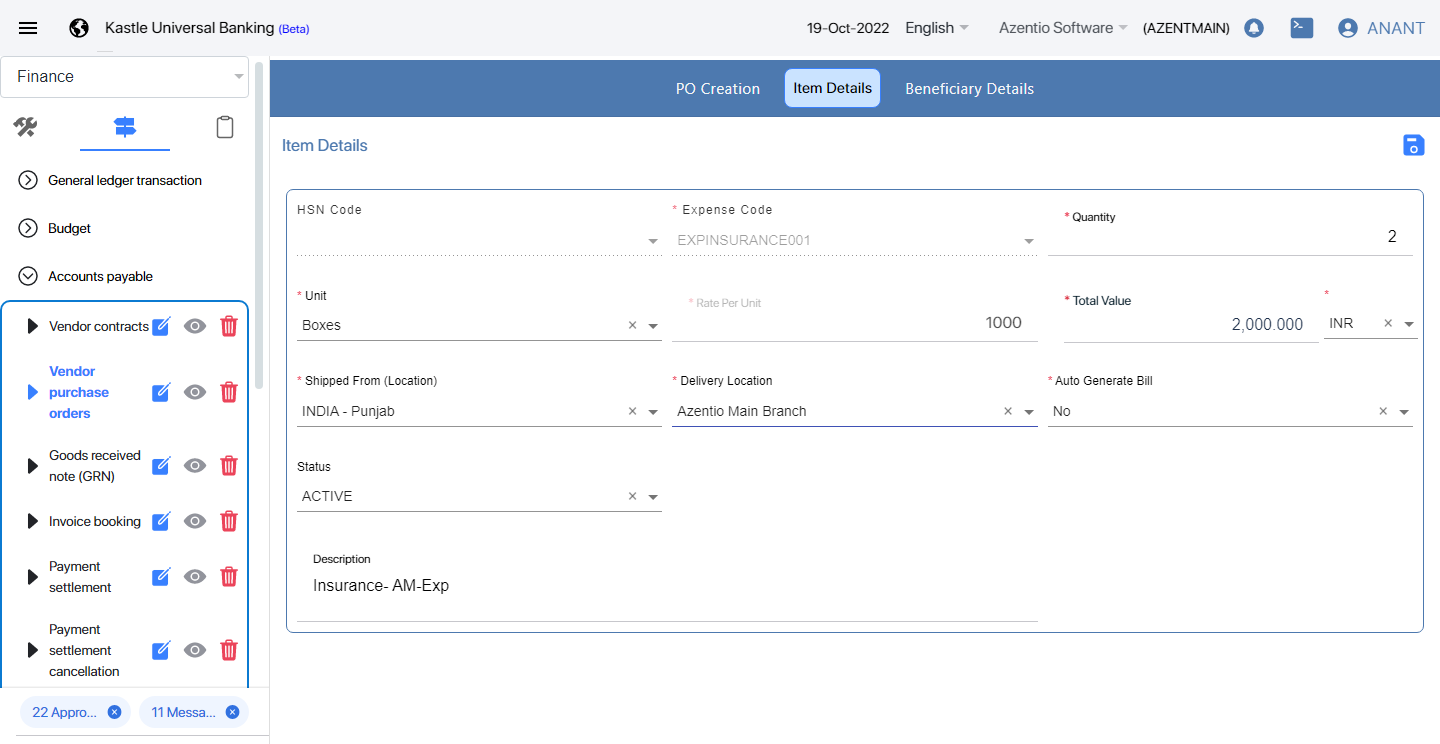 Kastle Universal Banking (Beta)
19-Oct-2022 English Azentio Software (AZENTMAIN) ANANT
Finance
General ledger transaction
Budget
Accounts payable
Vendor contracts
Vendor
purchase
orders
Goods received
note (GRN)
Invoice booking
Payment
settlement
Payment
settlement
cancellation
22 Appro... 11 Messa...
PO Creation Item Details Beneficiary Details
Item Details
HSN Code
* Expense Code
EXPINSURANCE001
* Quantity
2
* Unit
Boxes ×
* Rate Per Unit
1000
* Total Value
2,000.000
*
INR ×
* Shipped From (Location)
INDIA - Punjab ×
* Delivery Location
Azentio Main Branch ×
* Auto Generate Bill
No ×
Status
ACTIVE ×
Description
Insurance- AM-Exp